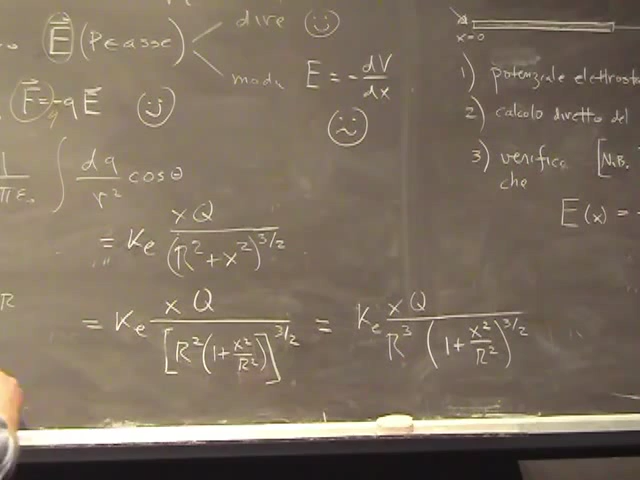 E⃗ (P e asse) dire
modu E = - dV/dx
F⃗ = -q E⃗
1/4πε₀ ∫ dq/r² cosθ
= Ke xQ/(R² + x²)^3/2
R = Ke xQ/[R²(1 + x²/R²)]^3/2 = Ke xQ/R³ (1 + x²/R²)^3/2
x=0
1) potenziale elettrosta
2) calcolo diretto del
3) verifica [N.B.
che
E(x) =